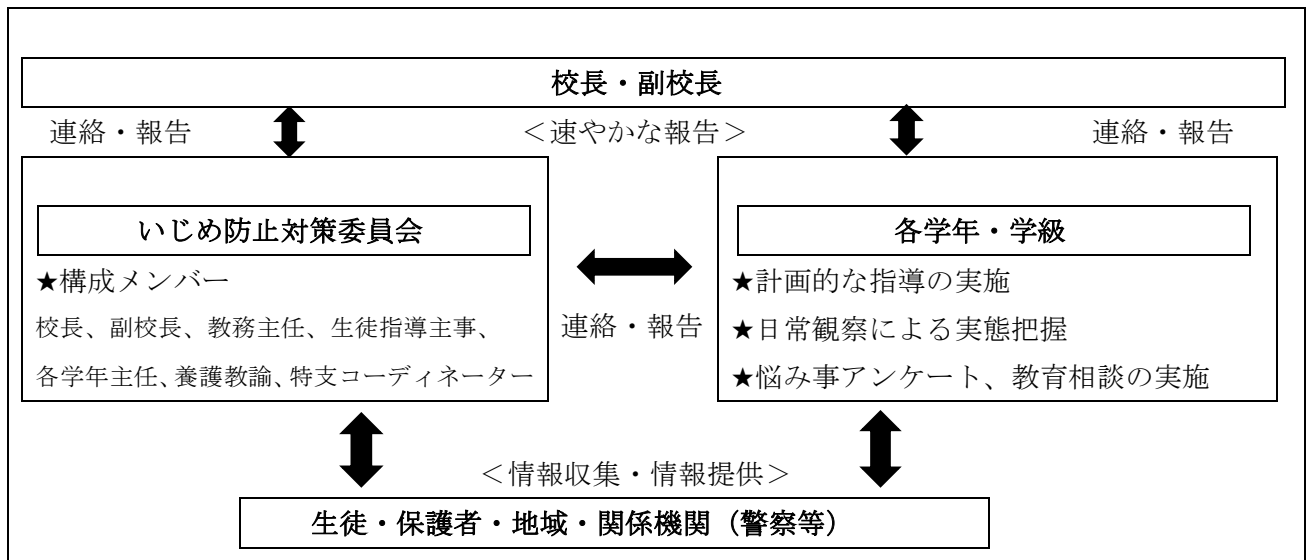 校長・副校長
連絡・報告
＜速やかな報告＞
連絡・報告
いじめ防止対策委員会
★構成メンバー
校長、副校長、教務主任、生徒指導主事、
各学年主任、養護教諭、特支コーディネーター
連絡・報告
各学年・学級
★計画的な指導の実施
★日常観察による実態把握
★悩み事アンケート、教育相談の実施
＜情報収集・情報提供＞
生徒・保護者・地域・関係機関（警察等）